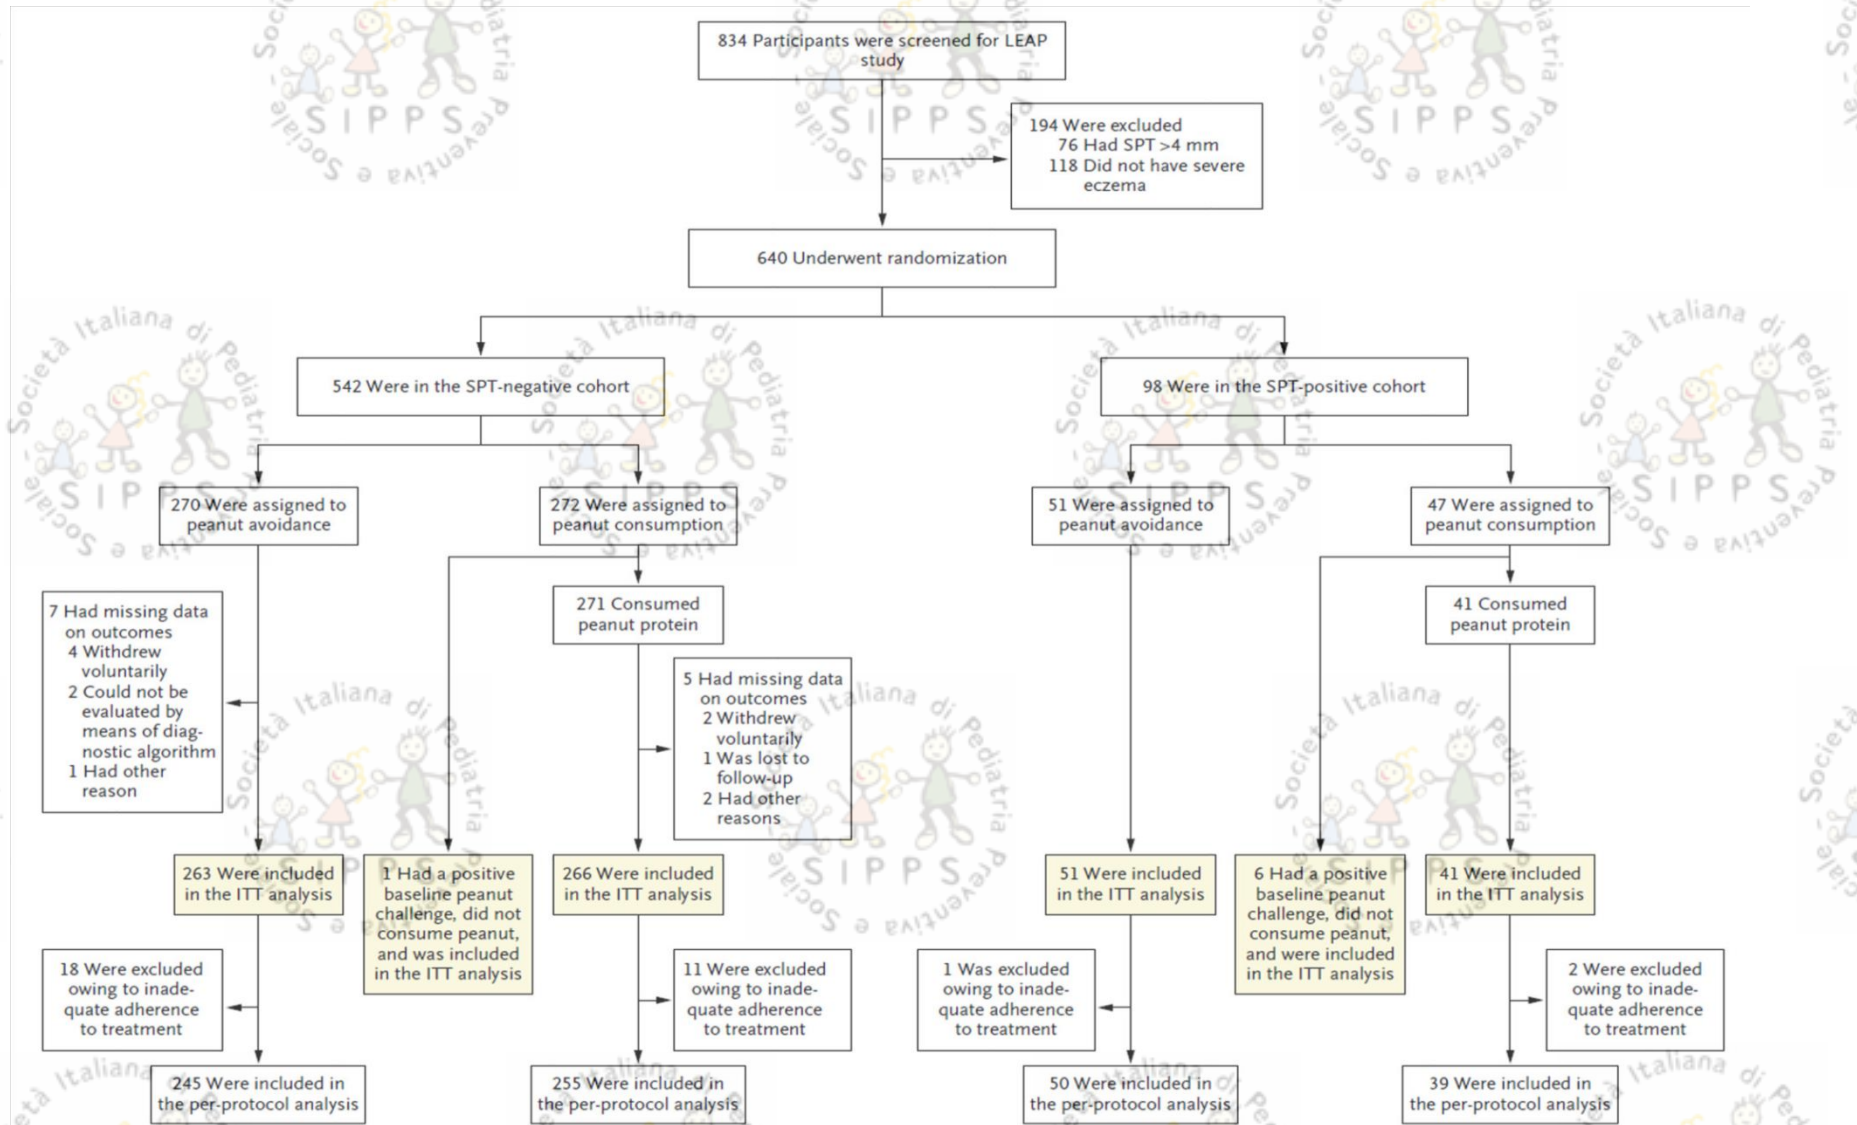 834 Participants were screened for LEAP
study
194 Were excluded
76 Had SPT >4 mm
118 Did not have severe
eczema
640 Underwent randomization
542 Were in the SPT-negative cohort
98 Were in the SPT-positive cohort
270 Were assigned to
peanut avoidance
272 Were assigned to
peanut consumption
51 Were assigned to
peanut avoidance
47 Were assigned to
peanut consumption
7 Had missing data
on outcomes
4 Withdrew
voluntarily
2 Could not be
evaluated by
means of diag-
nostic algorithm
1 Had other
reason
271 Consumed
peanut protein
5 Had missing data
on outcomes
2 Withdrew
voluntarily
1 Was lost to
follow-up
2 Had other
reasons
41 Consumed
peanut protein
263 Were included
in the ITT analysis
1 Had a positive
baseline peanut
challenge, did not
consume peanut,
and was included
in the ITT analysis
266 Were included
in the ITT analysis
51 Were included
in the ITT analysis
6 Had a positive
baseline peanut
challenge, did not
consume peanut,
and were included
in the ITT analysis
41 Were included
in the ITT analysis
18 Were excluded
owing to inade-
quate adherence
to treatment
11 Were excluded
owing to inade-
quate adherence
to treatment
1 Was excluded
owing to inade-
quate adherence
to treatment
2 Were excluded
owing to inade-
quate adherence
to treatment
245 Were included in
the per-protocol analysis
255 Were included in
the per-protocol analysis
50 Were included in
the per-protocol analysis
39 Were included in
the per-protocol analysis
Società Italiana di Pediatria Preventiva e Sociale
SIPPS